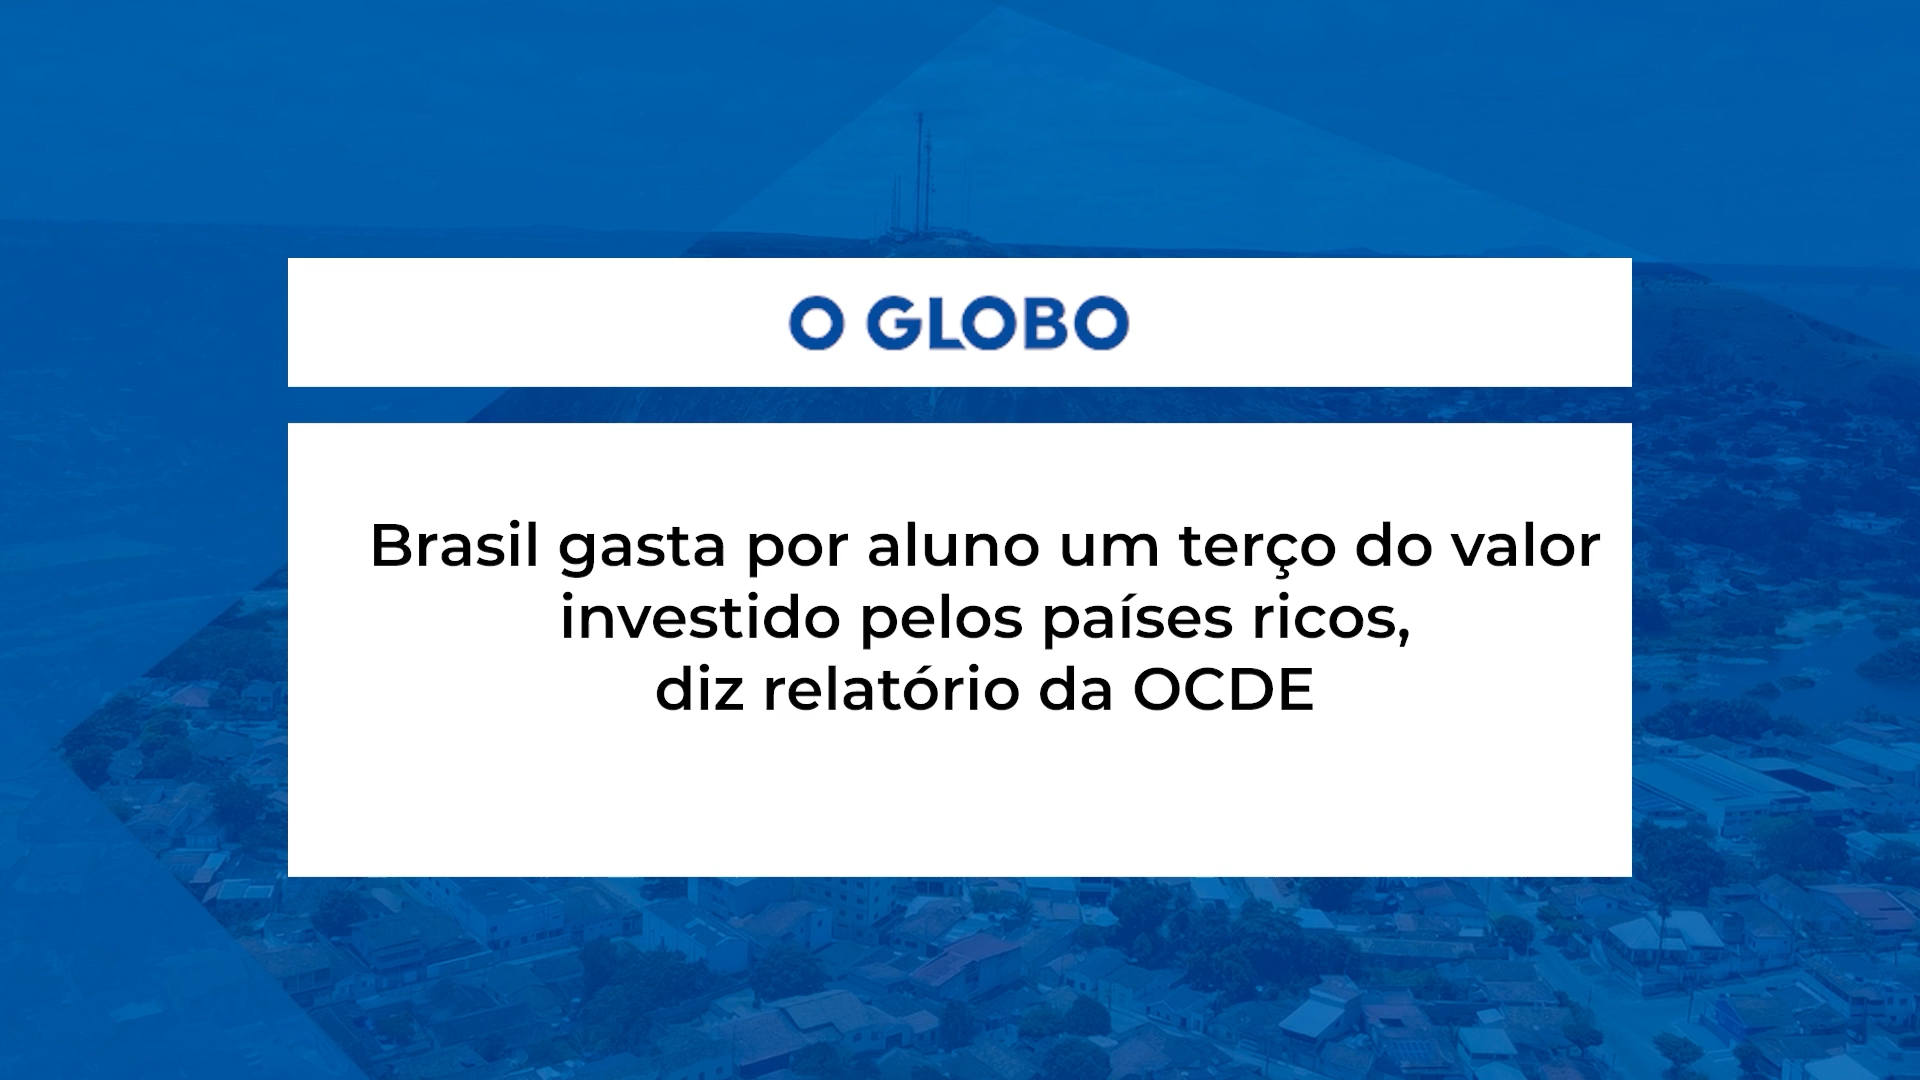 O GLOBO
Brasil gasta por aluno um terço do valor
investido pelos países ricos,
diz relatório da OCDE